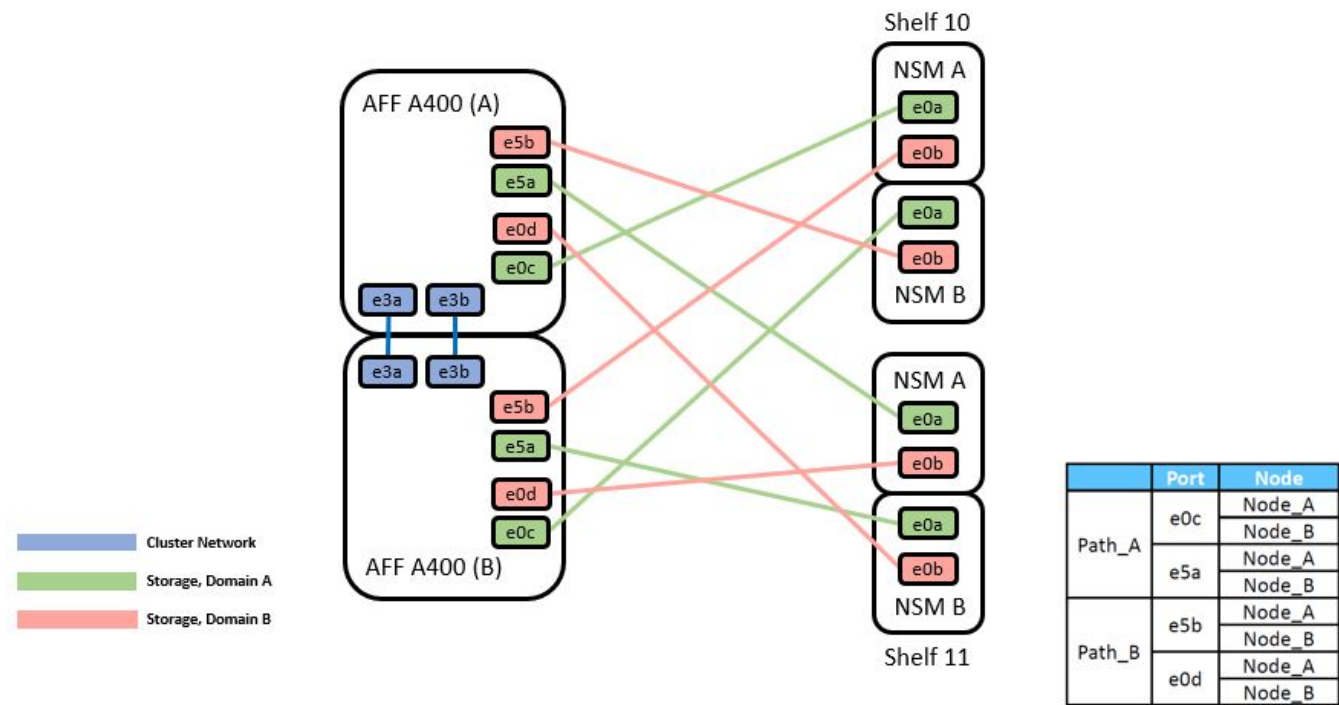 Shelf 10
AFF A400 (A)
e5b
e5a
e0d
e0c
e3a e3b
NSM A
e0a
e0b
e0a
e0b
NSM B
e3a e3b
e5b
e5a
e0d
e0c
AFF A400 (B)
NSM A
e0a
e0b
e0a
e0b
NSM B
Shelf 11
Cluster Network
Storage, Domain A
Storage, Domain B
Port Node
Path_A e0c Node_A
Node_B
e5a Node_A
Node_B
Path_B e5b Node_A
Node_B
e0d Node_A
Node_B